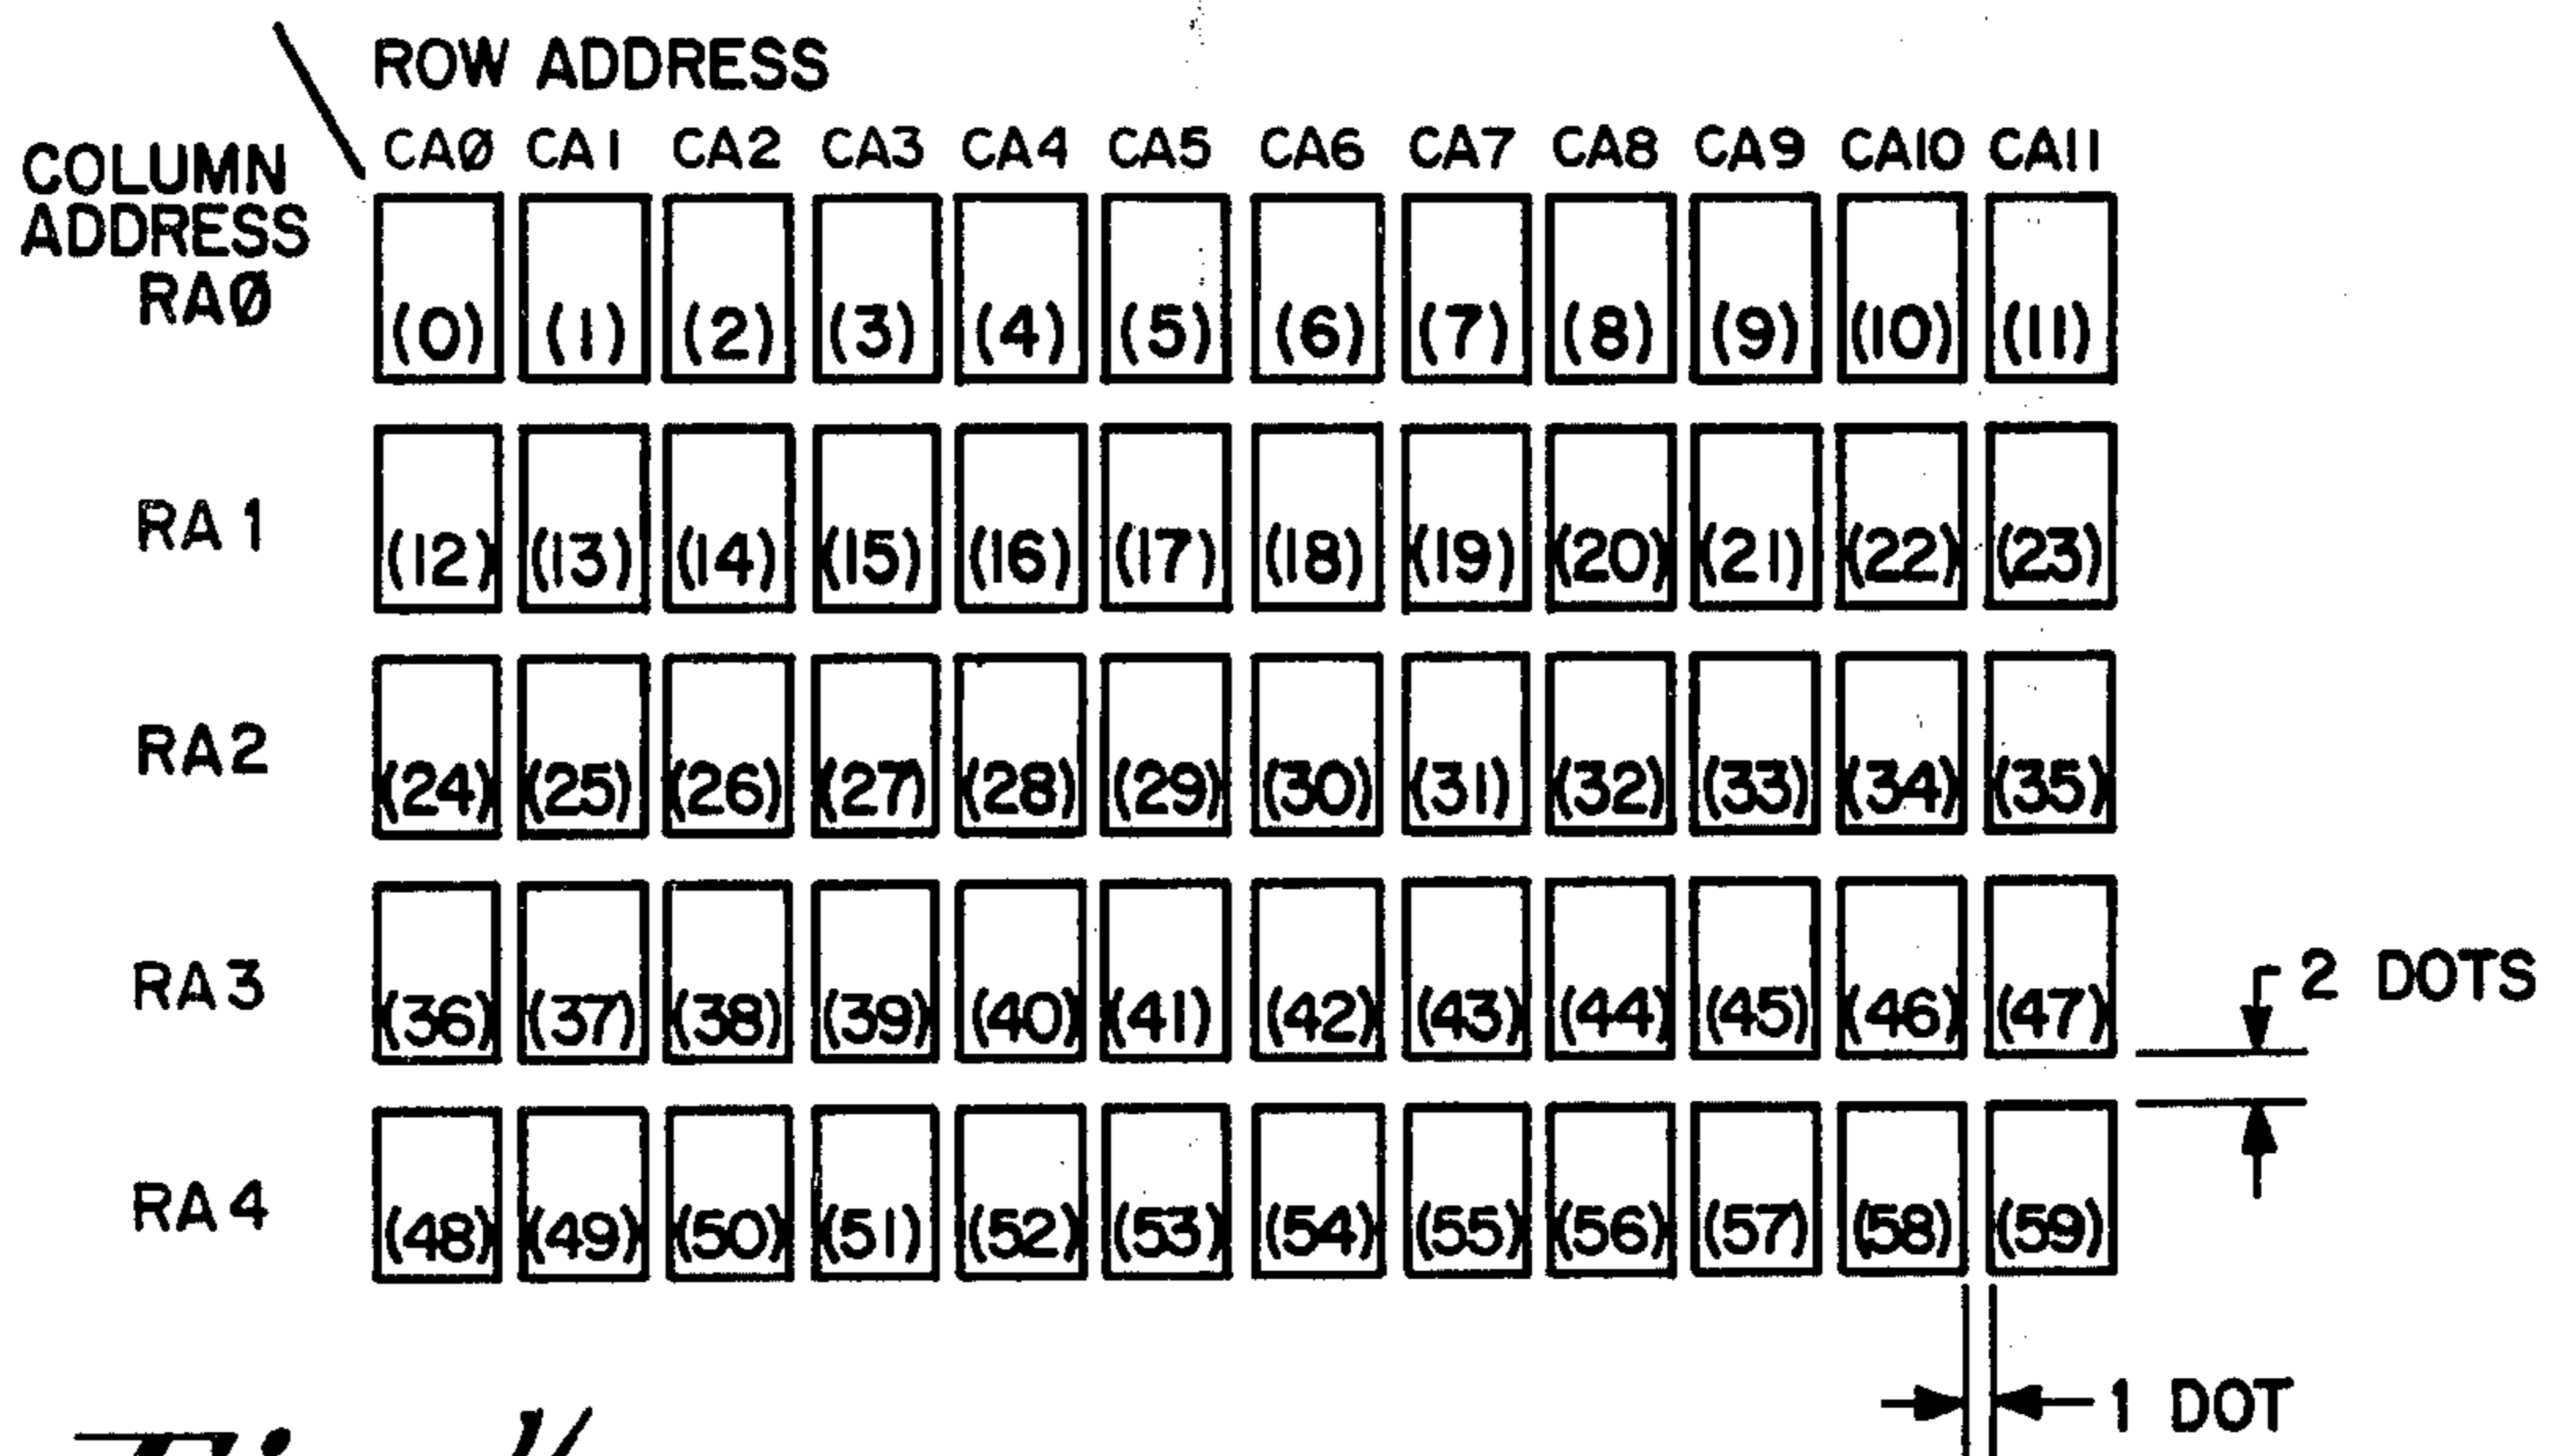 ROW ADDRESS
COLUMN ADDRESS
CAØ CA1 CA2 CA3 CA4 CA5 CA6 CA7 CA8 CA9 CA10 CA11
RAØ (0) (1) (2) (3) (4) (5) (6) (7) (8) (9) (10) (11)
RA1 (12) (13) (14) (15) (16) (17) (18) (19) (20) (21) (22) (23)
RA2 (24) (25) (26) (27) (28) (29) (30) (31) (32) (33) (34) (35)
RA3 (36) (37) (38) (39) (40) (41) (42) (43) (44) (45) (46) (47)
2 DOTS
RA4 (48) (49) (50) (51) (52) (53) (54) (55) (56) (57) (58) (59)
1 DOT